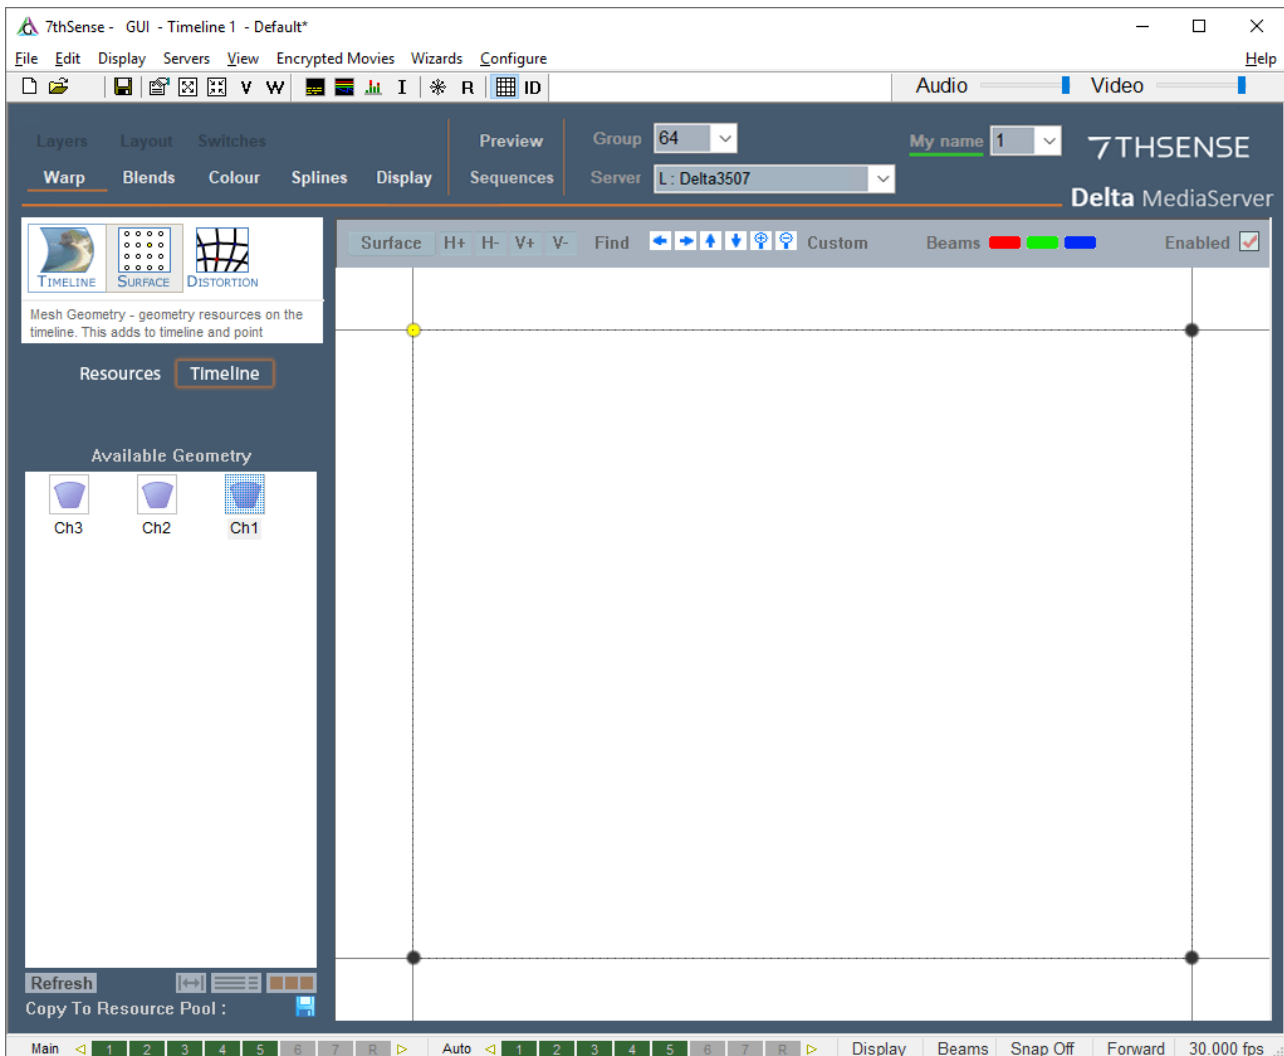 7thSense - GUI - Timeline 1 - Default*
File Edit Display Servers View Encrypted Movies Wizards Configure Help
V W I R ID Audio Video
Layers Layout Switches Preview Group 64 My name 1 7THSENSE
Warp Blends Colour Splines Display Sequences Server L : Delta3507
Delta MediaServer
Surface H+ H- V+ V- Find Custom Beams Enabled
TIMELINE SURFACE DISTORTION
Mesh Geometry - geometry resources on the
timeline. This adds to timeline and point
Resources Timeline
Available Geometry
Ch3 Ch2 Ch1
Refresh
Copy To Resource Pool :
Main 1 2 3 4 5 6 7 R Auto 1 2 3 4 5 6 7 R Display Beams Snap Off Forward 30.000 fps